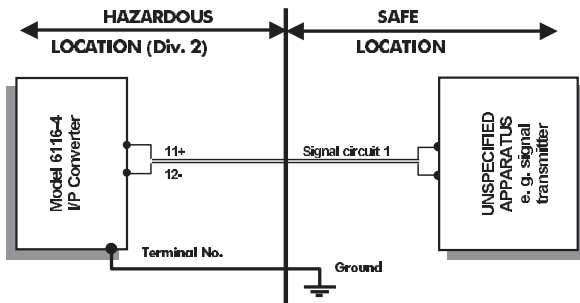 HAZARDOUS
LOCATION (Div. 2)
SAFE
LOCATION
Model 6116-4
I/P Converter
11+
12-
Signal circuit 1
UNSPECIFIED
APPARATUS
e. g. signal
transmitter
Terminal No.
Ground